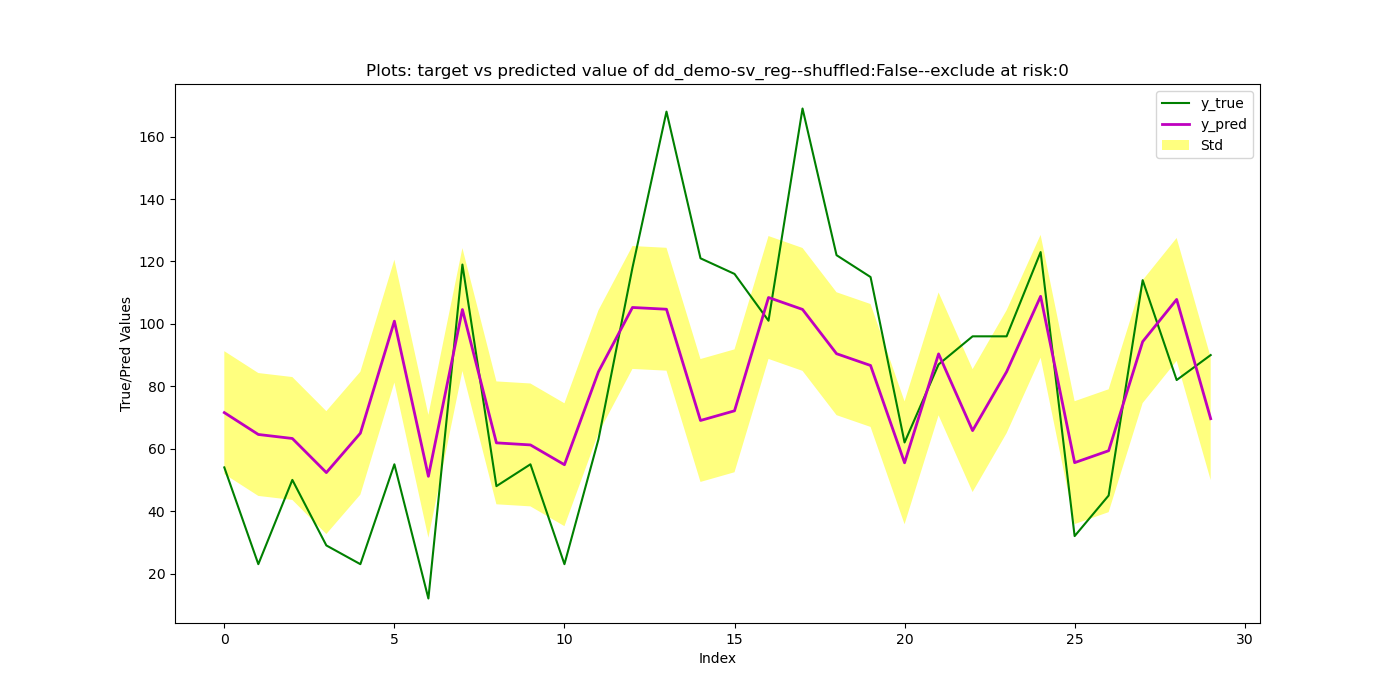 Plots: target vs predicted value of dd_demo-sv_reg--shuffled:False--exclude at risk:0
y_true
y_pred
Std
True/Pred Values
160
140
120
100
80
60
40
20
0
5
10
15
20
25
30
Index